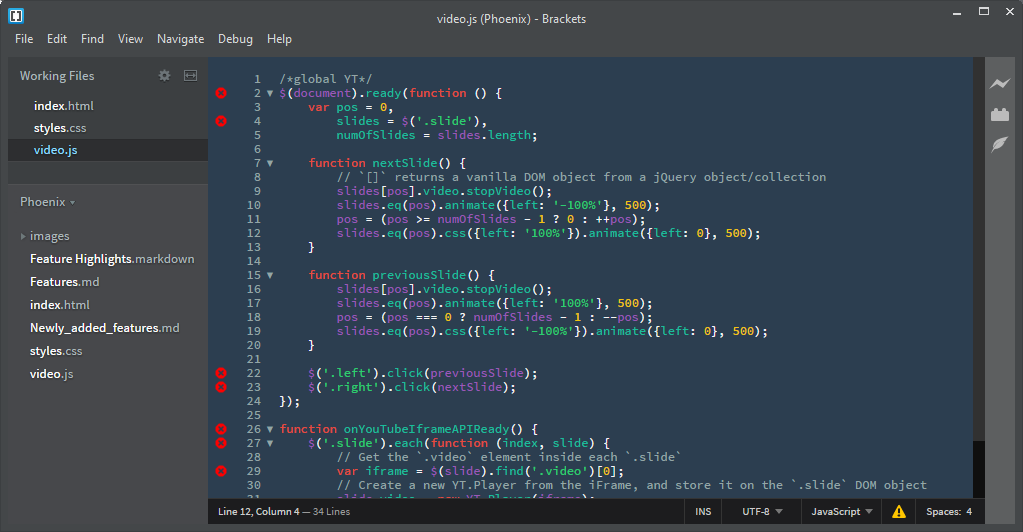 video.js (Phoenix) - Brackets
File Edit Find View Navigate Debug Help
Working Files
index.html
styles.css
video.js
Phoenix
images
Feature Highlights.markdown
Features.md
index.html
Newly_added_features.md
styles.css
video.js
1 /*global YT*/
2 $(document).ready(function () {
3     var pos = 0,
4         slides = $('.slide'),
5         numOfSlides = slides.length;
6
7     function nextSlide() {
8         // `[]` returns a vanilla DOM object from a jQuery object/collection
9         slides[pos].video.stopVideo();
10         slides.eq(pos).animate({left: '-100%'}, 500);
11         pos = (pos >= numOfSlides - 1 ? 0 : ++pos);
12         slides.eq(pos).css({left: '100%'}).animate({left: 0}, 500);
13     }
14
15     function previousSlide() {
16         slides[pos].video.stopVideo();
17         slides.eq(pos).animate({left: '100%'}, 500);
18         pos = (pos === 0 ? numOfSlides - 1 : --pos);
19         slides.eq(pos).css({left: '-100%'}).animate({left: 0}, 500);
20     }
21
22     $('.left').click(previousSlide);
23     $('.right').click(nextSlide);
24 });
25
26 function onYouTubeIframeAPIReady() {
27     $('.slide').each(function (index, slide) {
28         // Get the `.video` element inside each `.slide`
29         var iframe = $(slide).find('.video')[0];
30         // Create a new YT.Player from the iFrame, and store it on the `.slide` DOM object
31         slide.video = new YT.Player(iframe);
Line 12, Column 4 — 34 Lines INS UTF-8 JavaScript Spaces: 4